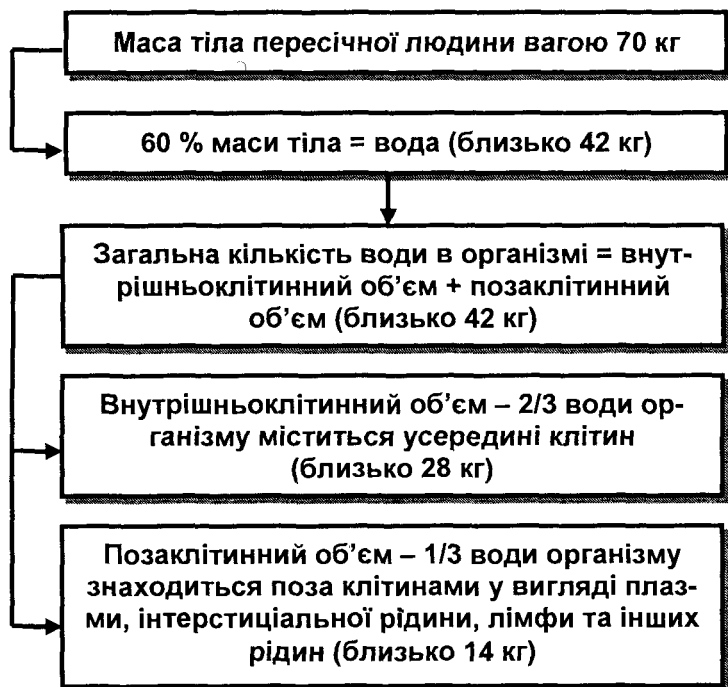 Маса тіла пересічної людини вагою 70 кг
60 % маси тіла = вода (близько 42 кг)
Загальна кількість води в організмі = внут-
рішньоклітинний об’єм + позаклітинний
об’єм (близько 42 кг)
Внутрішньоклітинний об’єм – 2/3 води ор-
ганізму міститься усередині клітин
(близько 28 кг)
Позаклітинний об’єм – 1/3 води організму
знаходиться поза клітинами у вигляді плаз-
ми, інтерстиціальної рідини, лімфи та інших
рідин (близько 14 кг)